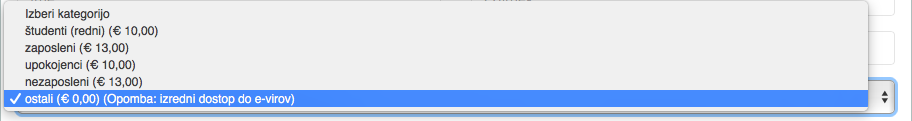 Izberi kategorijo
študenti (redni) (€ 10,00)
zaposleni (€ 13,00)
upokojenci (€ 10,00)
nezaposleni (€ 13,00)
✓ ostali (€ 0,00) (Opomba: izredni dostop do e-virov)